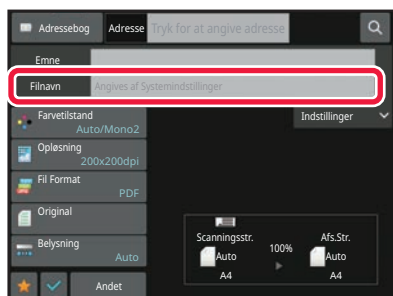 Adressebog Adresse Tryk for at angive adresse
Emne
Filnavn Angives af Systemindstillinger
Farvetilstand
Auto/Mono2
Indstillinger
Opløsning
200x200dpi
Fil Format
PDF
Original
Belysning
Auto
Andet
Scanningsstr. 100% Afs.Str.
Auto Auto
A4 A4